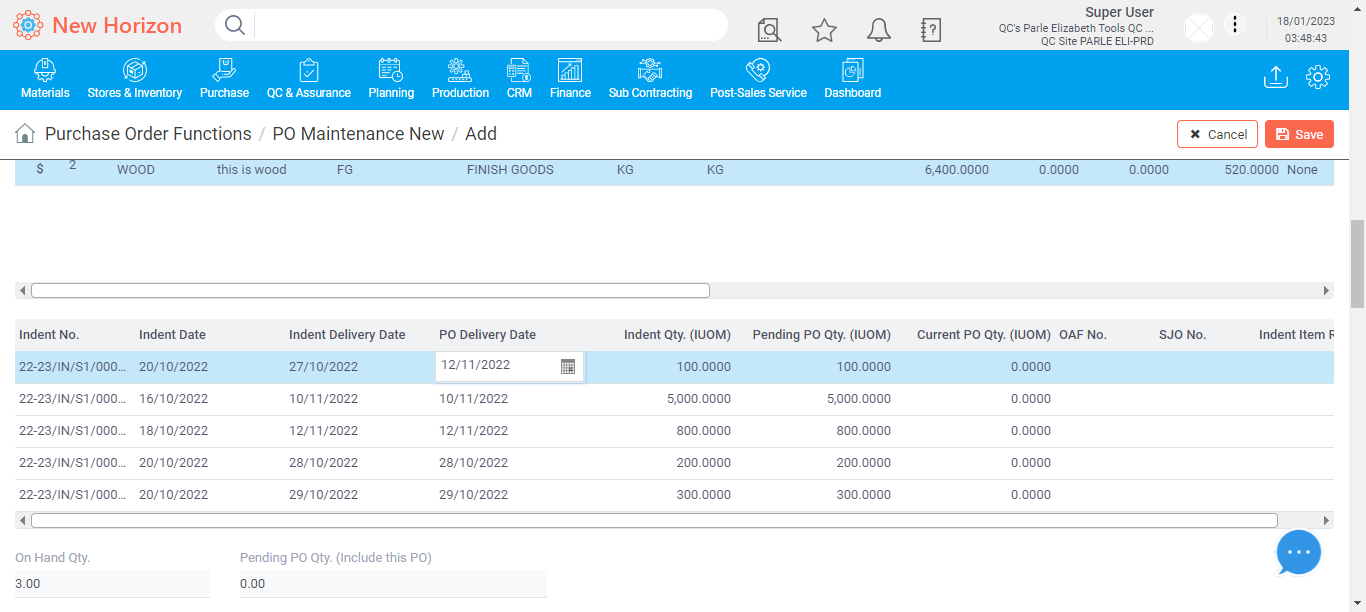 New Horizon
Super User
QC's Parle Elizabeth Tools QC ...
QC Site PARLE ELI-PRD
18/01/2023
03:48:43
Materials Stores & Inventory Purchase QC & Assurance Planning Production CRM Finance Sub Contracting Post-Sales Service Dashboard
Purchase Order Functions / PO Maintenance New / Add
Cancel Save
$ 2 WOOD this is wood FG FINISH GOODS KG KG 6,400.0000 0.0000 0.0000 520.0000 None
Indent No. Indent Date Indent Delivery Date PO Delivery Date Indent Qty. (IUOM) Pending PO Qty. (IUOM) Current PO Qty. (IUOM) OAF No. SJO No. Indent Item R
22-23/IN/S1/000... 20/10/2022 27/10/2022 12/11/2022 100.0000 100.0000 0.0000
22-23/IN/S1/000... 16/10/2022 10/11/2022 10/11/2022 5,000.0000 5,000.0000 0.0000
22-23/IN/S1/000... 18/10/2022 12/11/2022 12/11/2022 800.0000 800.0000 0.0000
22-23/IN/S1/000... 20/10/2022 28/10/2022 28/10/2022 200.0000 200.0000 0.0000
22-23/IN/S1/000... 20/10/2022 29/10/2022 29/10/2022 300.0000 300.0000 0.0000
On Hand Qty. Pending PO Qty. (Include this PO)
3.00 0.00